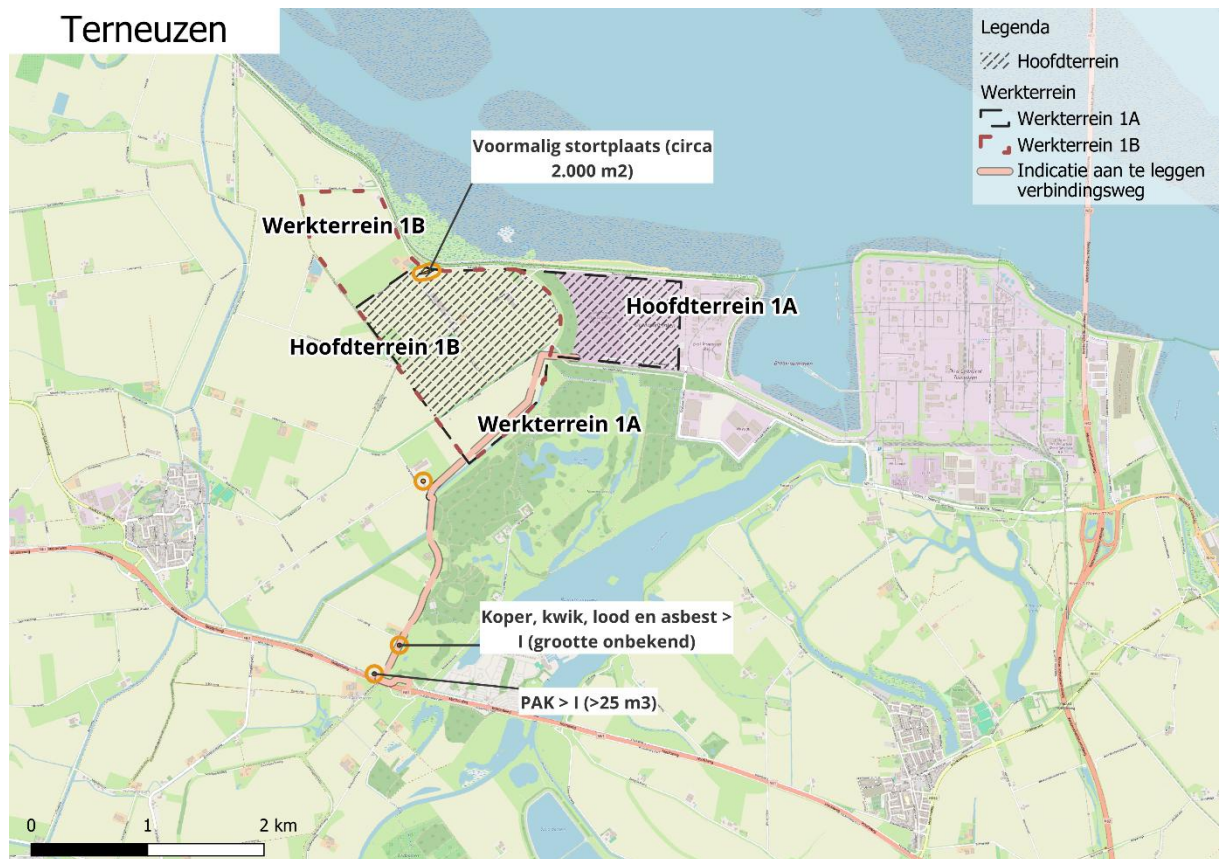 Terneuzen
Legenda
Hoofdterrein
Werkterrein
Werkterrein 1A
Werkterrein 1B
Indicatie aan te leggen
verbindingsweg
Voormalig stortplaats (circa
2.000 m2)
Werkterrein 1B
Hoofdterrein 1A
Hoofdterrein 1B
Werkterrein 1A
Koper, kwik, lood en asbest >
I (grootte onbekend)
PAK > I (>25 m3)
0 1 2 km